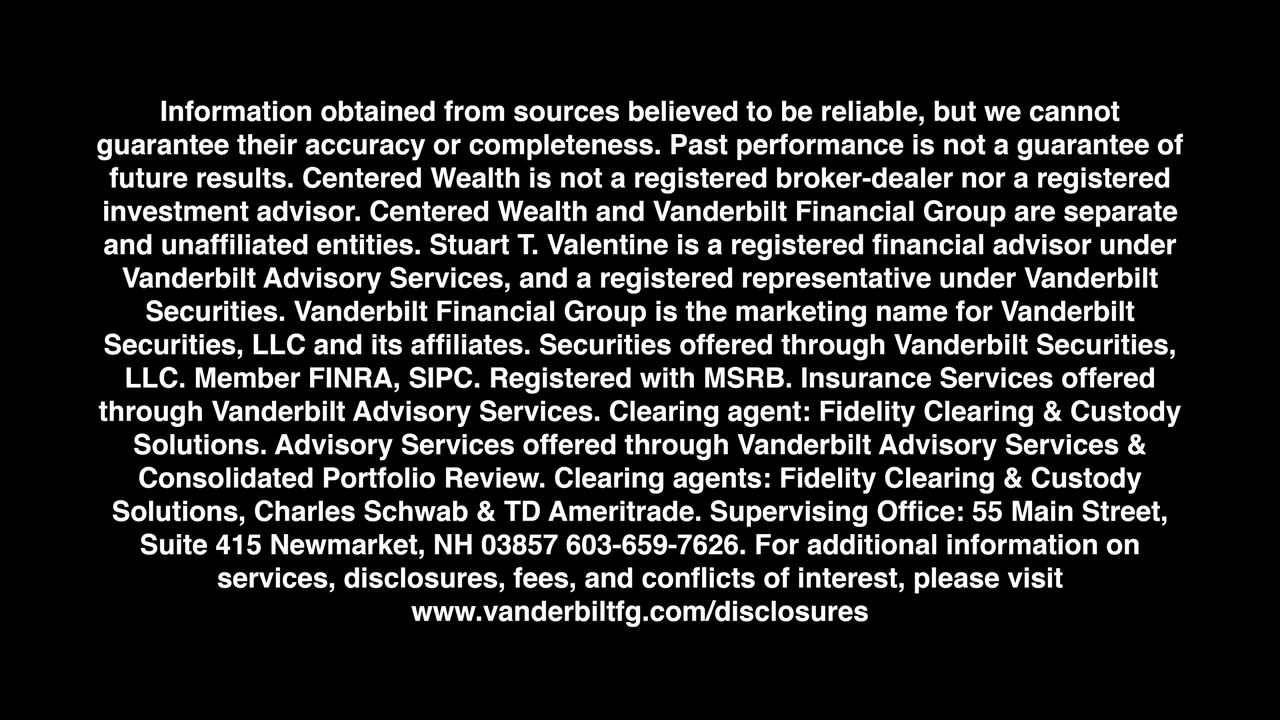 Information obtained from sources believed to be reliable, but we cannot
guarantee their accuracy or completeness. Past performance is not a guarantee of
future results. Centered Wealth is not a registered broker-dealer nor a registered
investment advisor. Centered Wealth and Vanderbilt Financial Group are separate
and unaffiliated entities. Stuart T. Valentine is a registered financial advisor under
Vanderbilt Advisory Services, and a registered representative under Vanderbilt
Securities. Vanderbilt Financial Group is the marketing name for Vanderbilt
Securities, LLC and its affiliates. Securities offered through Vanderbilt Securities,
LLC. Member FINRA, SIPC. Registered with MSRB. Insurance Services offered
through Vanderbilt Advisory Services. Clearing agent: Fidelity Clearing & Custody
Solutions. Advisory Services offered through Vanderbilt Advisory Services &
Consolidated Portfolio Review. Clearing agents: Fidelity Clearing & Custody
Solutions, Charles Schwab & TD Ameritrade. Supervising Office: 55 Main Street,
Suite 415 Newmarket, NH 03857 603-659-7626. For additional information on
services, disclosures, fees, and conflicts of interest, please visit
www.vanderbiltfg.com/disclosures